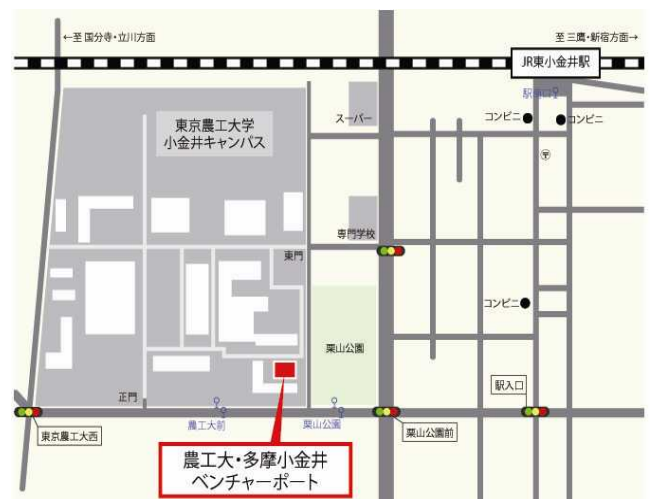 ←至 国分寺・立川方面
至 三鷹・新宿方面→
JR東小金井駅
駅南口
東京農工大学
小金井キャンパス
スーパー
コンビニ
コンビニ
〒
専門学校
東門
コンビニ
栗山公園
正門
農工大前
栗山公園
駅入口
東京農工大西
栗山公園前
農工大・多摩小金井
ベンチャーポート